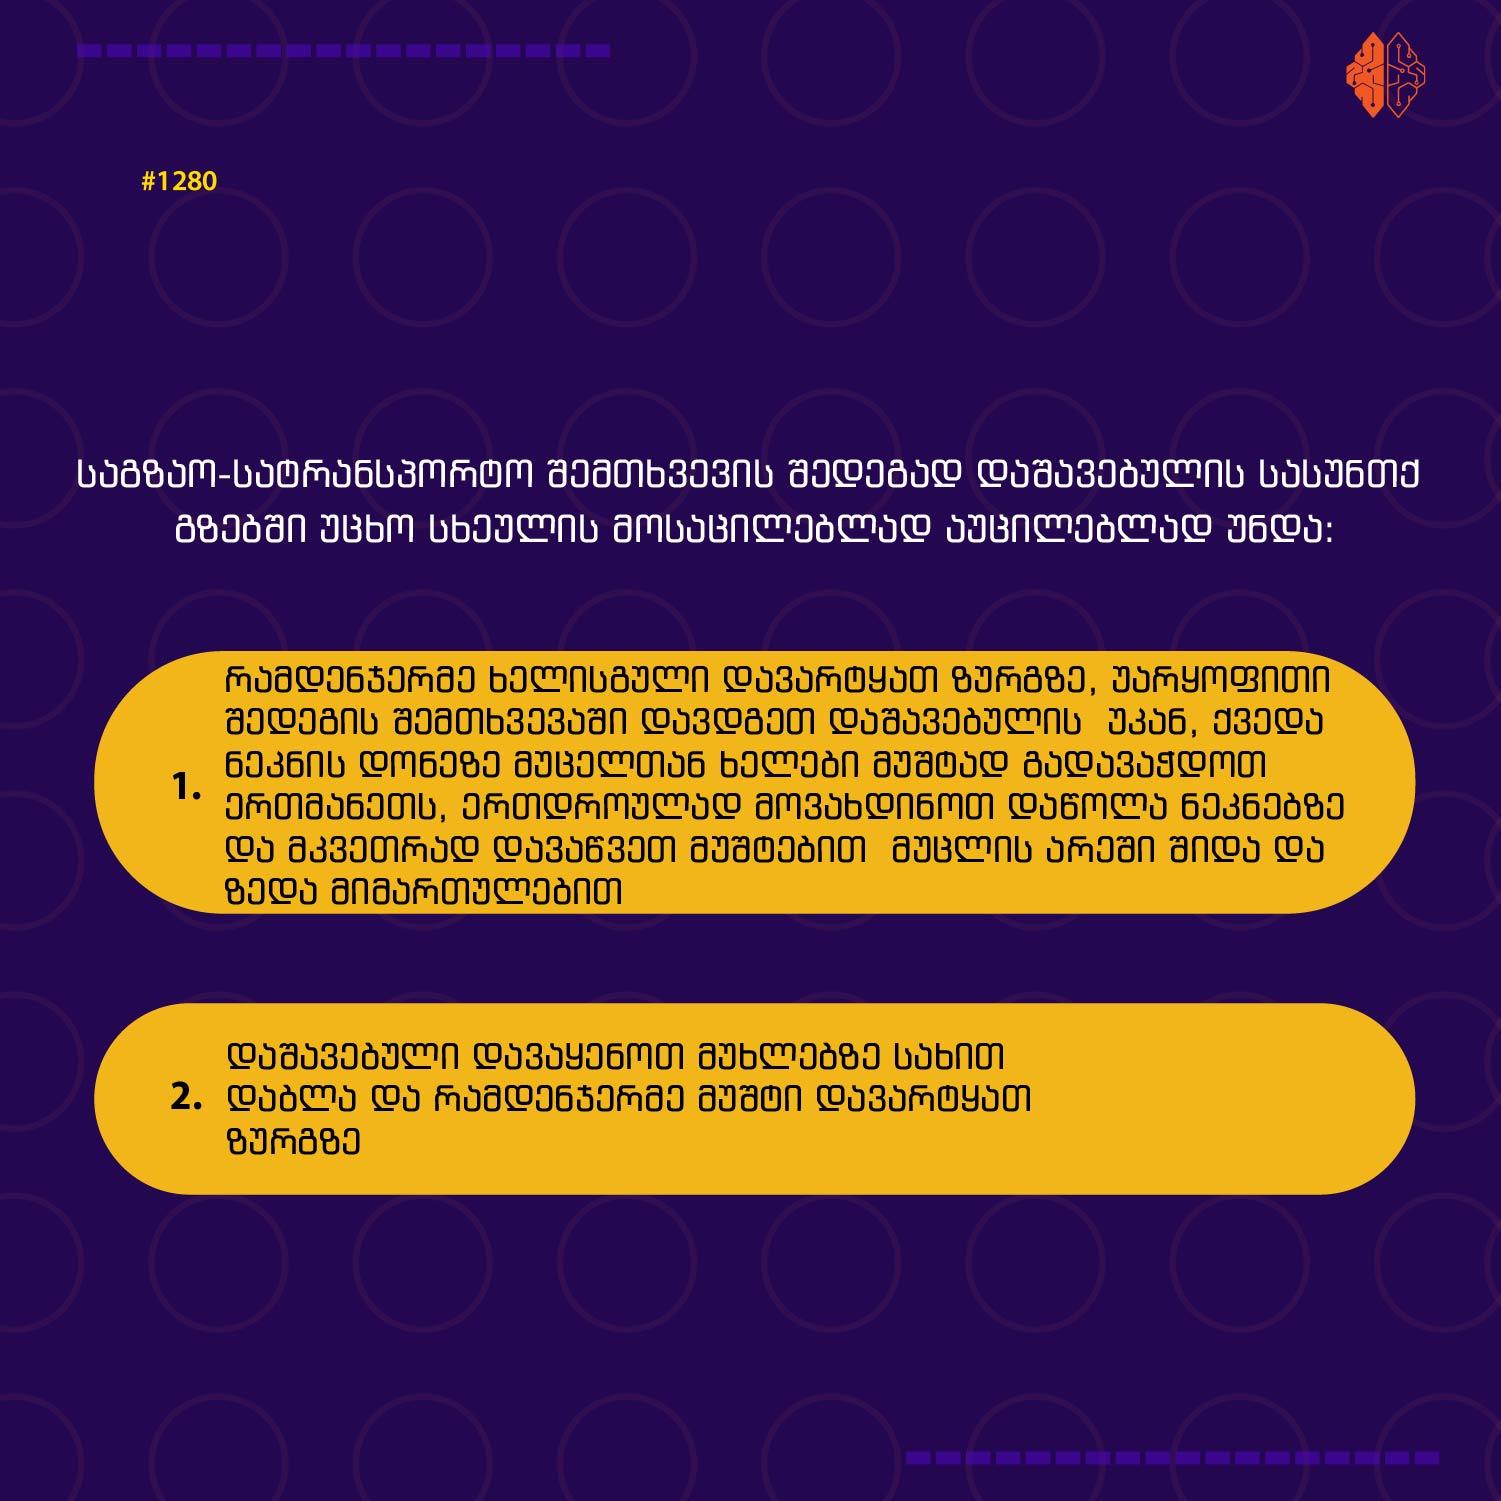 #1280
საგზაო-სატრანსპორტო შემთხვევის შედეგად დაშავებულის სასუნთქ
გზებში უცხო სხეულის მოსაცილებლად აუცილებლად უნდა:
1. რამდენჯერმე ხელისგული დავარტყათ ზურგზე, უარყოფითი
შედეგის შემთხვევაში დავდგეთ დაშავებულის უკან, ქვედა
ნეკნის დონეზე მუცელთან ხელები მუშტად გადავაჭდოთ
ერთმანეთს, ერთდროულად მოვახდინოთ დაწოლა ნეკნებზე
და მკვეთრად დავაწვეთ მუშტებით მუცლის არეში შიდა და
ზედა მიმართულებით
2. დაშავებული დავაყენოთ მუხლებზე სახით
დაბლა და რამდენჯერმე მუშტი დავარტყათ
ზურგზე